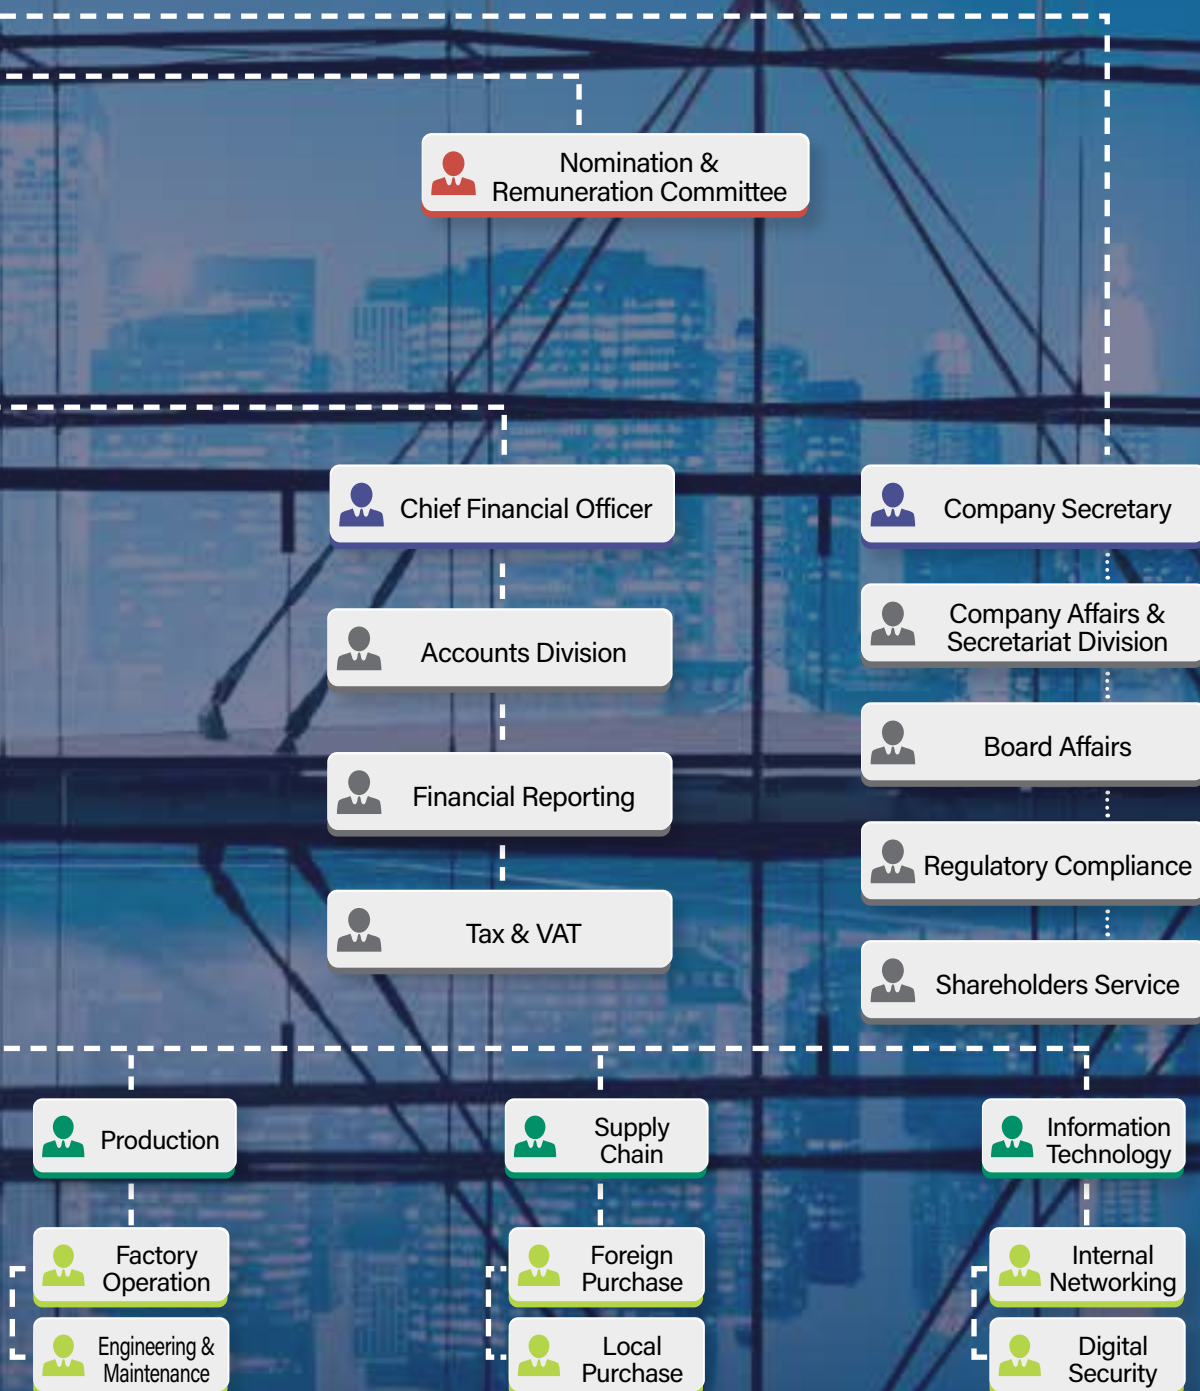 Nomination &
Remuneration Committee
Chief Financial Officer
Company Secretary
Accounts Division
Company Affairs &
Secretariat Division
Financial Reporting
Board Affairs
Tax & VAT
Regulatory Compliance
Shareholders Service
Production
Supply
Chain
Information
Technology
Factory
Operation
Foreign
Purchase
Internal
Networking
Engineering &
Maintenance
Local
Purchase
Digital
Security